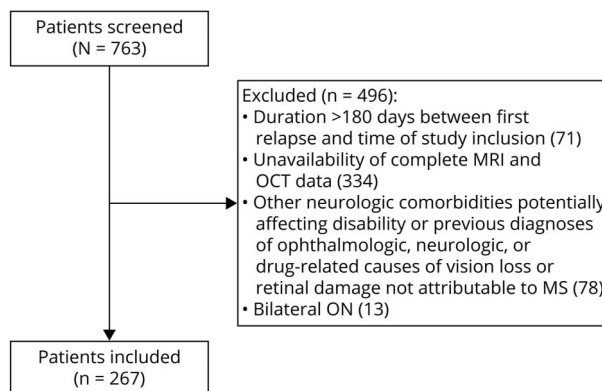 Patients screened
(N = 763)
Excluded (n = 496):
• Duration >180 days between first
relapse and time of study inclusion (71)
• Unavailability of complete MRI and
OCT data (334)
• Other neurologic comorbidities potentially
affecting disability or previous diagnoses
of ophthalmologic, neurologic, or
drug-related causes of vision loss or
retinal damage not attributable to MS (78)
• Bilateral ON (13)
Patients included
(n = 267)